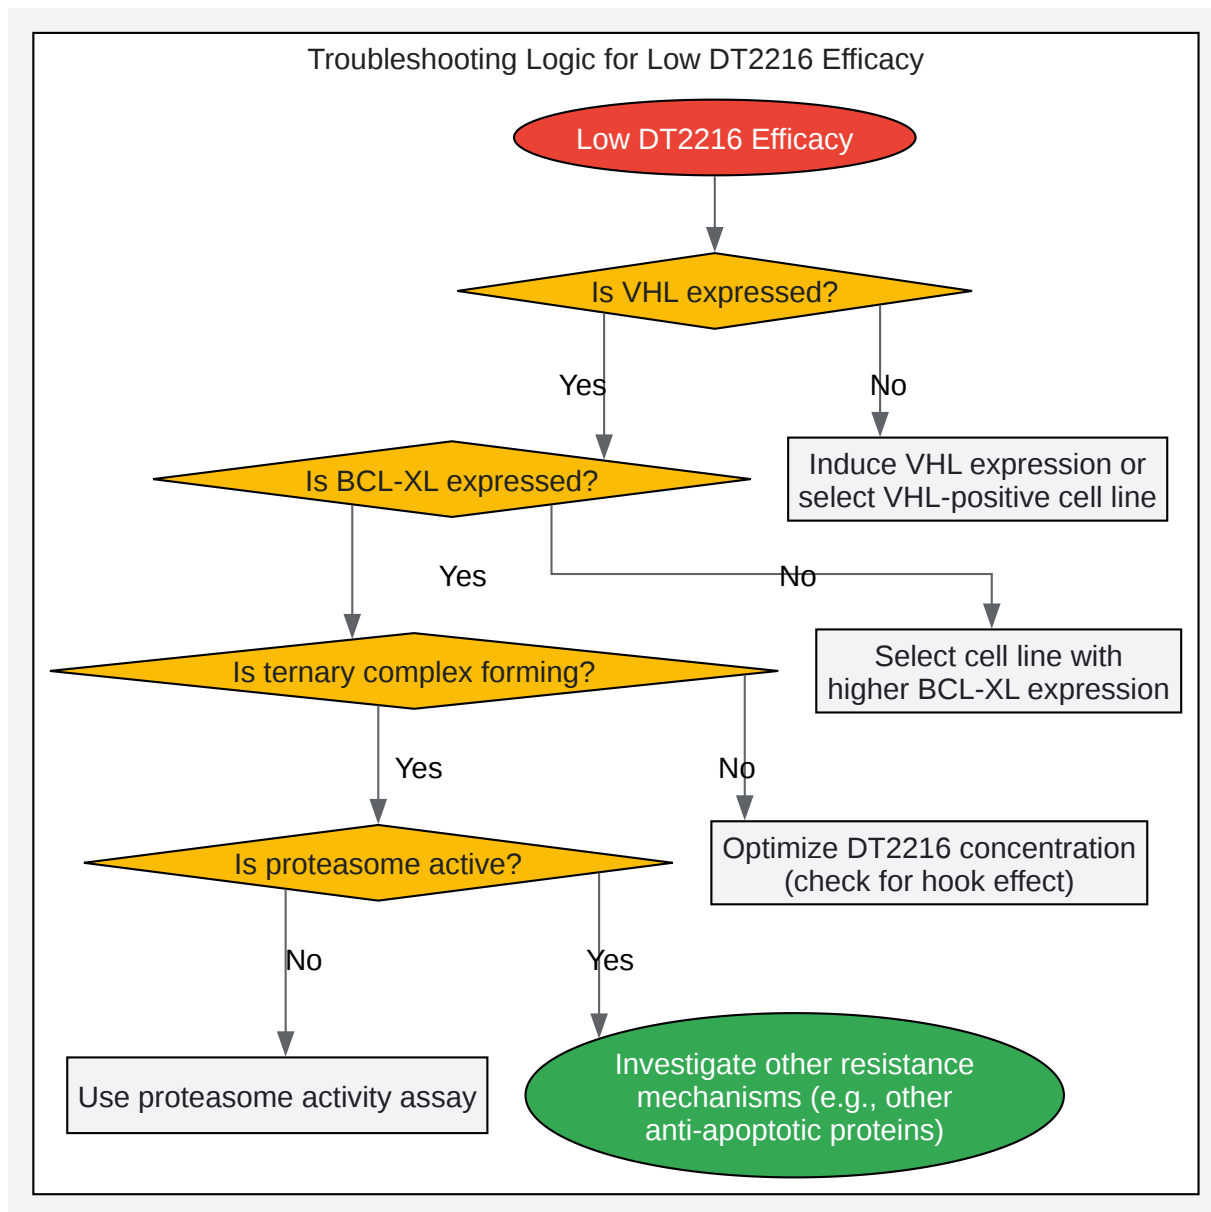 Troubleshooting Logic for Low DT2216 Efficacy
Low DT2216 Efficacy
Is VHL expressed?
Yes
No
Is BCL-XL expressed?
Induce VHL expression or
select VHL-positive cell line
Yes
No
Is ternary complex forming?
Select cell line with
higher BCL-XL expression
Yes
No
Is proteasome active?
Optimize DT2216 concentration
(check for hook effect)
No
Yes
Use proteasome activity assay
Investigate other resistance
mechanisms (e.g., other
anti-apoptotic proteins)